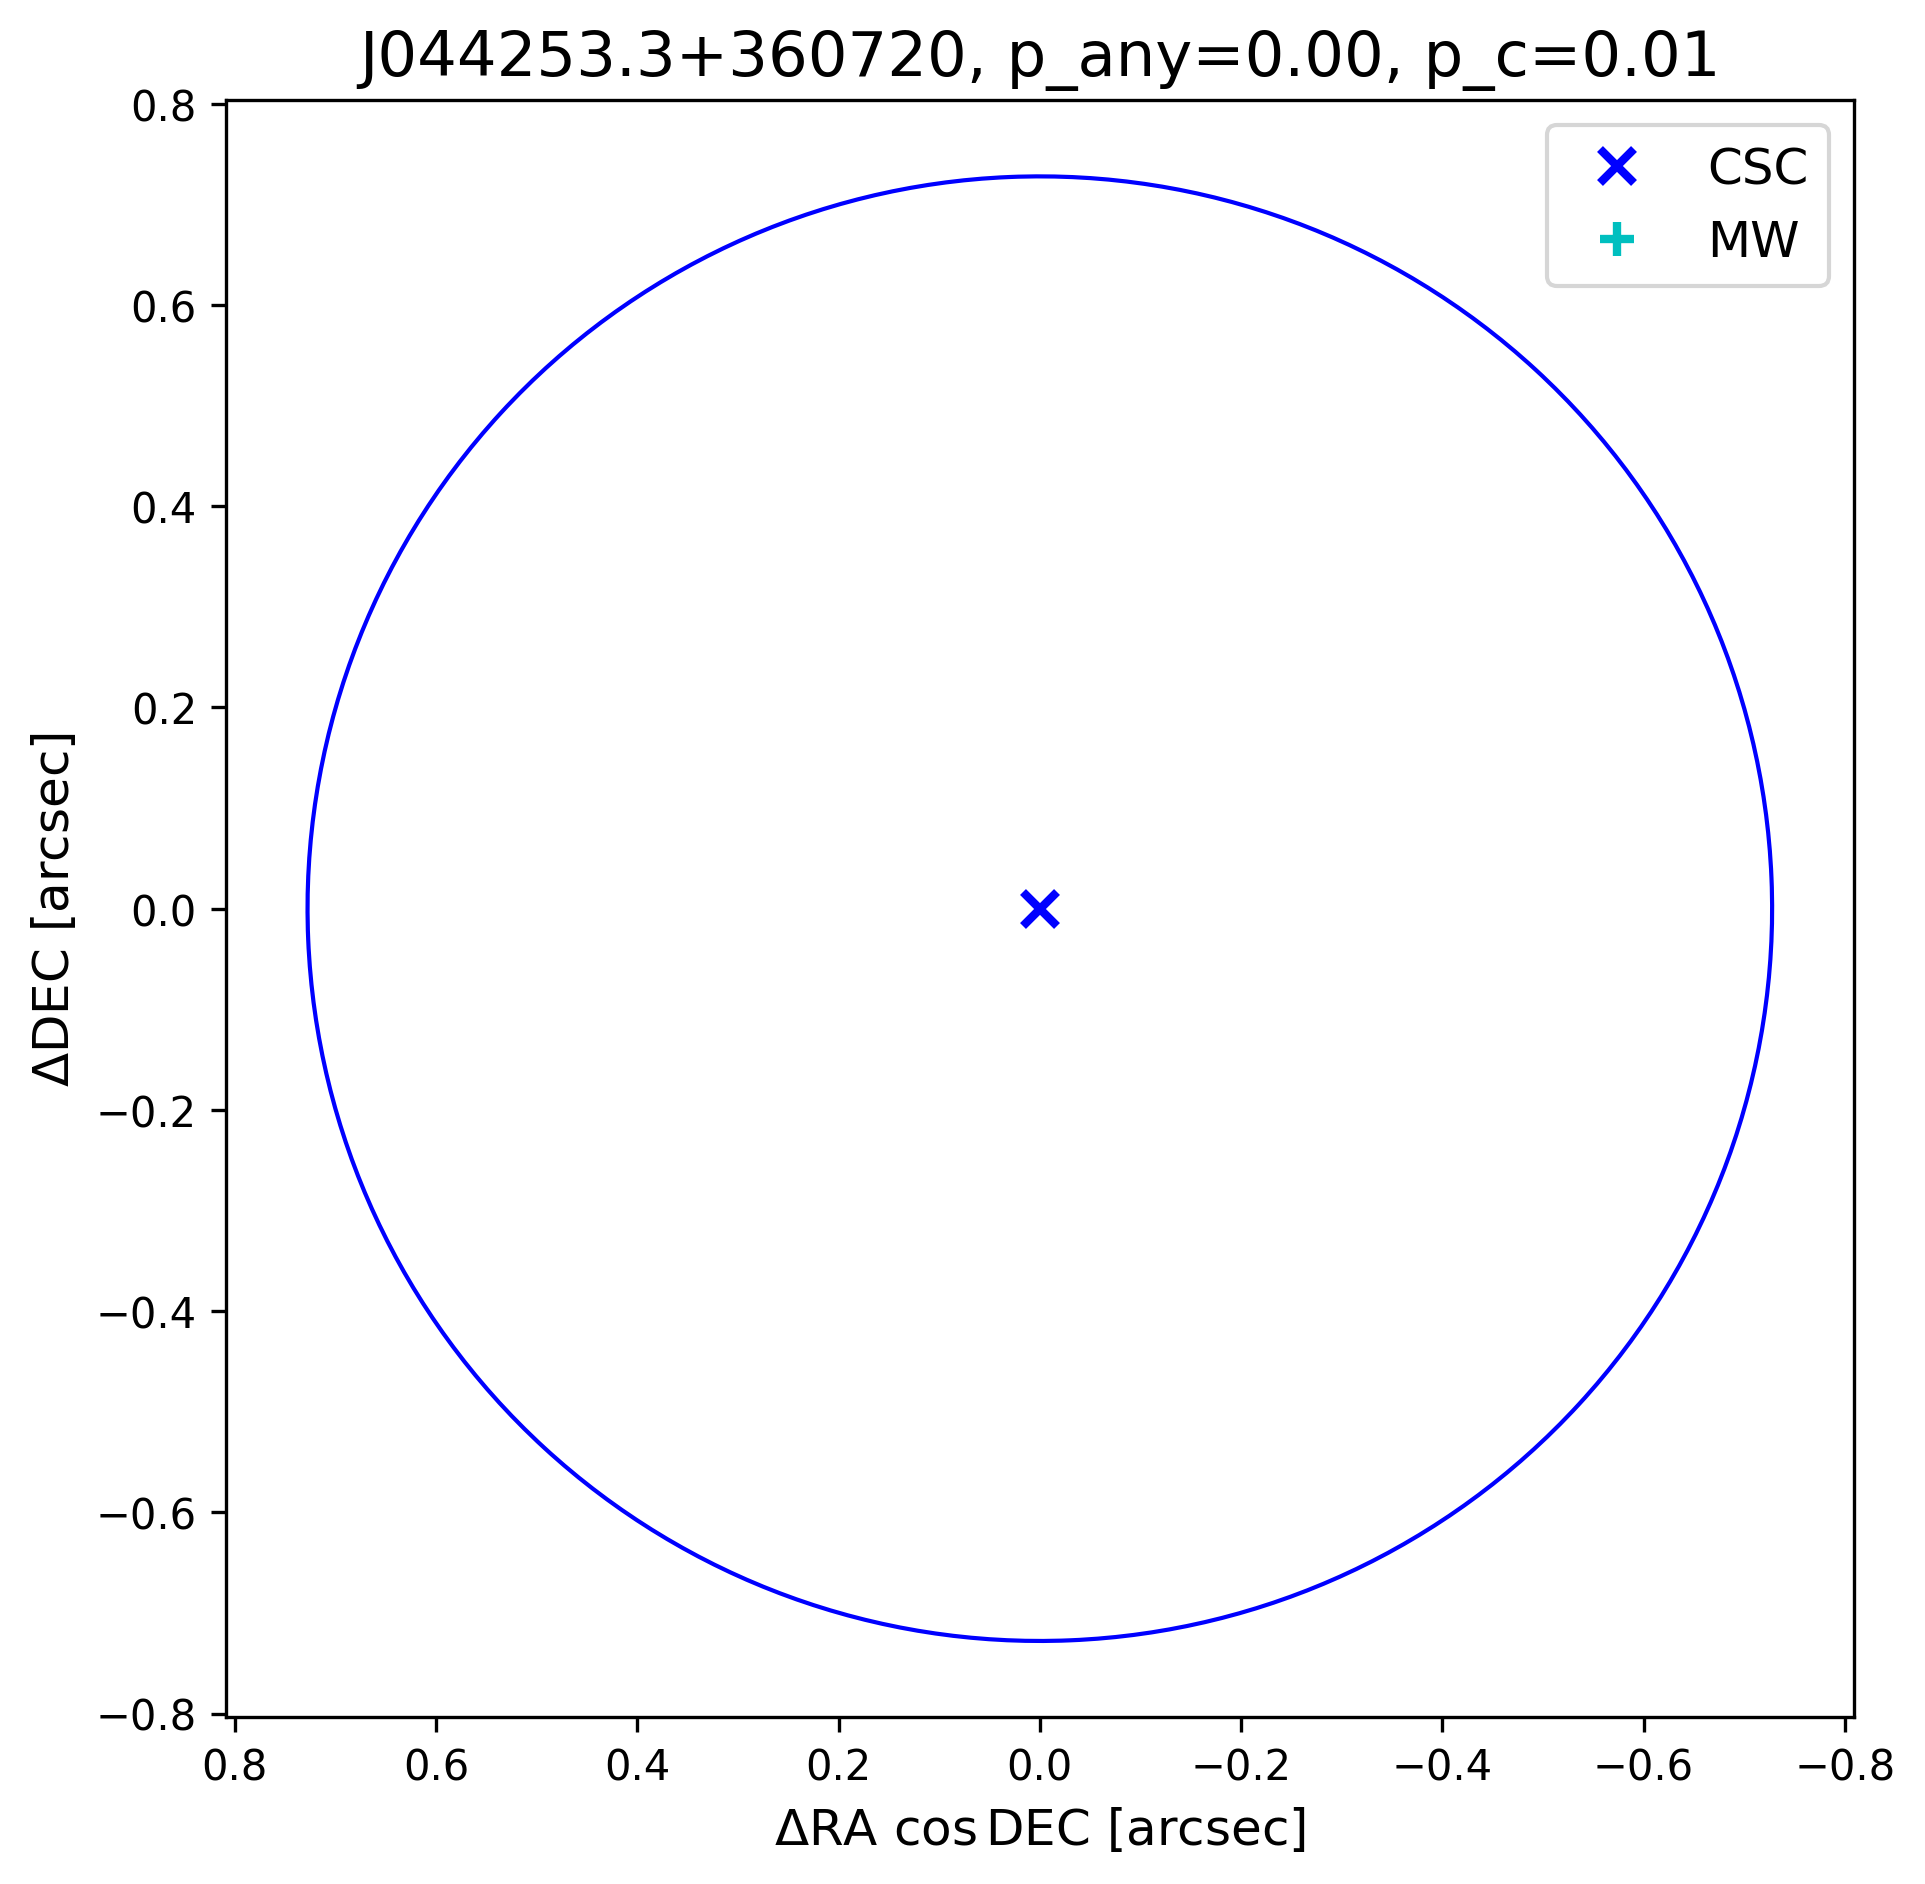 J044253.3+360720, p_any=0.00, p_c=0.01
CSC
MW
0.8
0.6
0.4
0.2
0.0
−0.2
−0.4
−0.6
−0.8
ΔDEC [arcsec]
0.8 0.6 0.4 0.2 0.0 −0.2 −0.4 −0.6 −0.8
ΔRA cos DEC [arcsec]